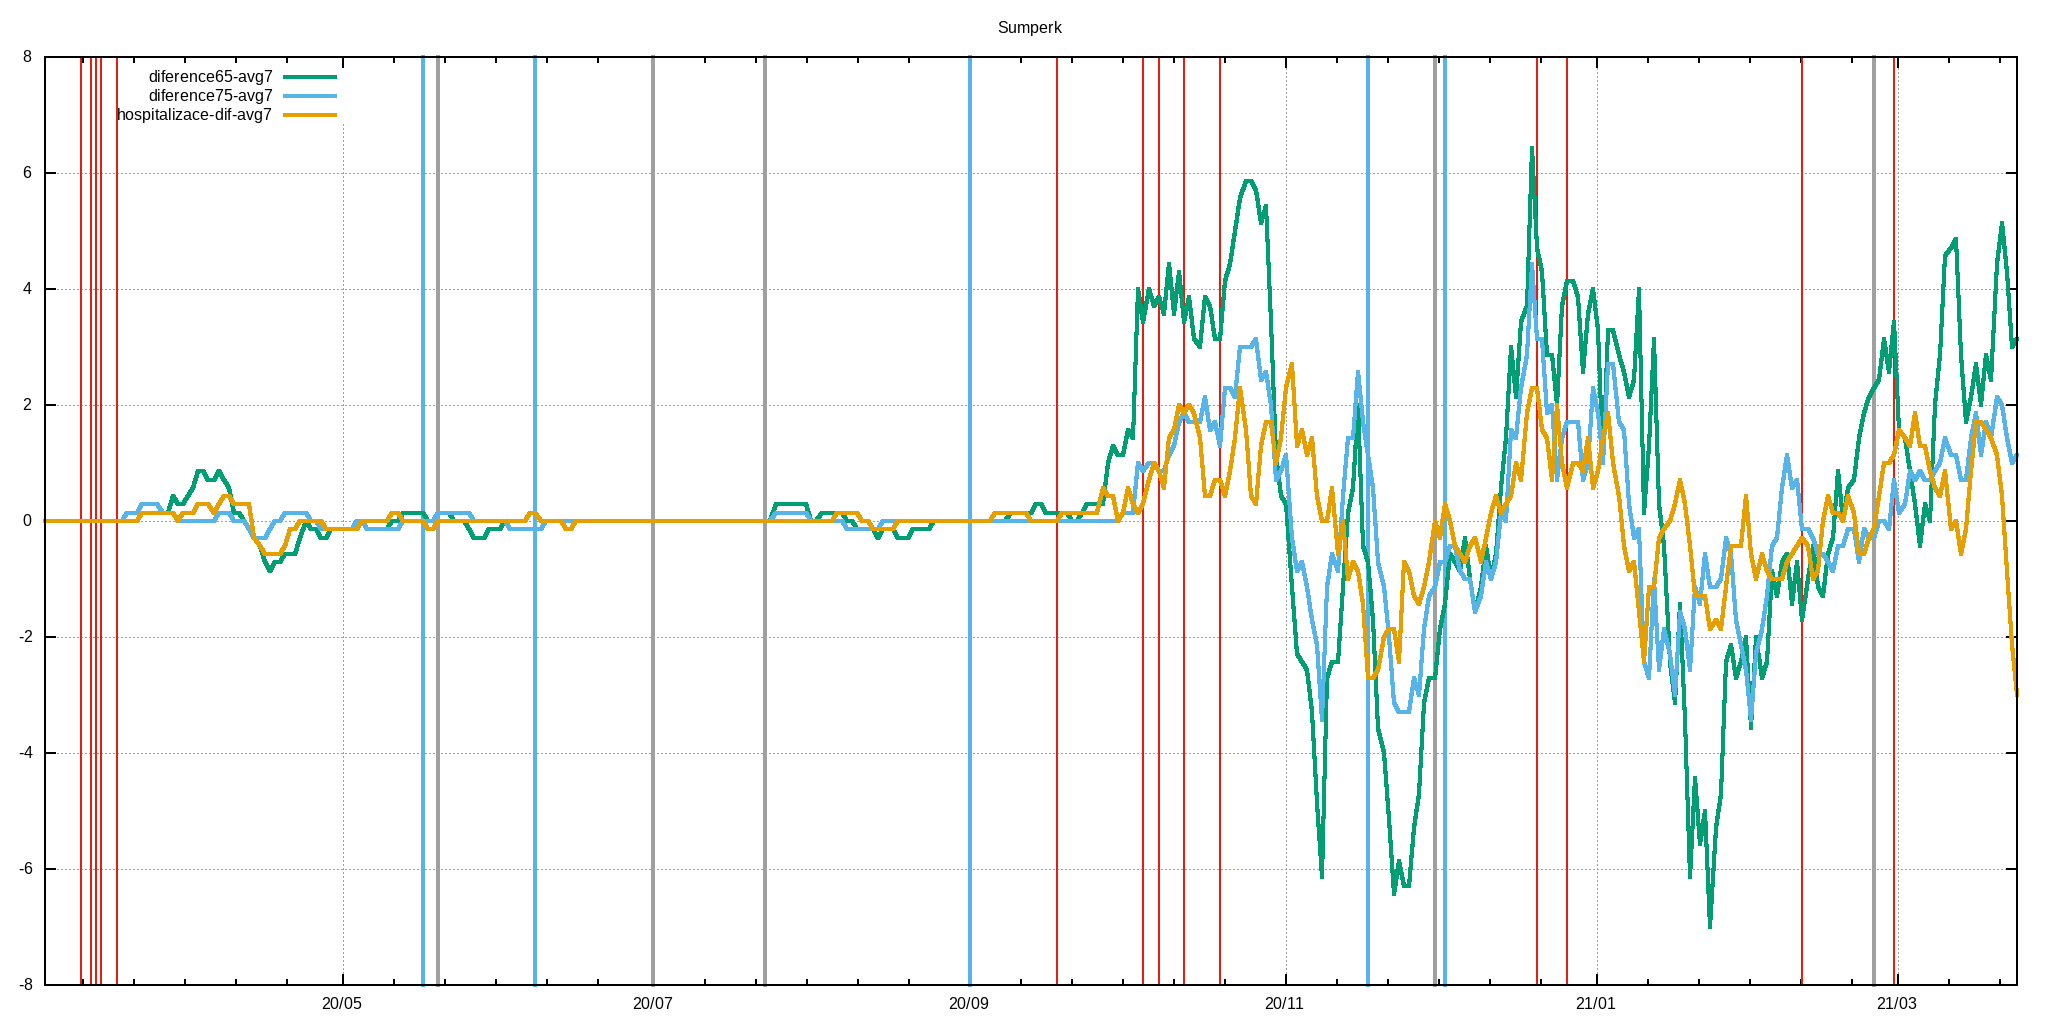 Sumperk
8
diference65-avg7
diference75-avg7
hospitalizace-dif-avg7
6
4
2
0
-2
-4
-6
-8
20/05 20/07 20/09 20/11 21/01 21/03